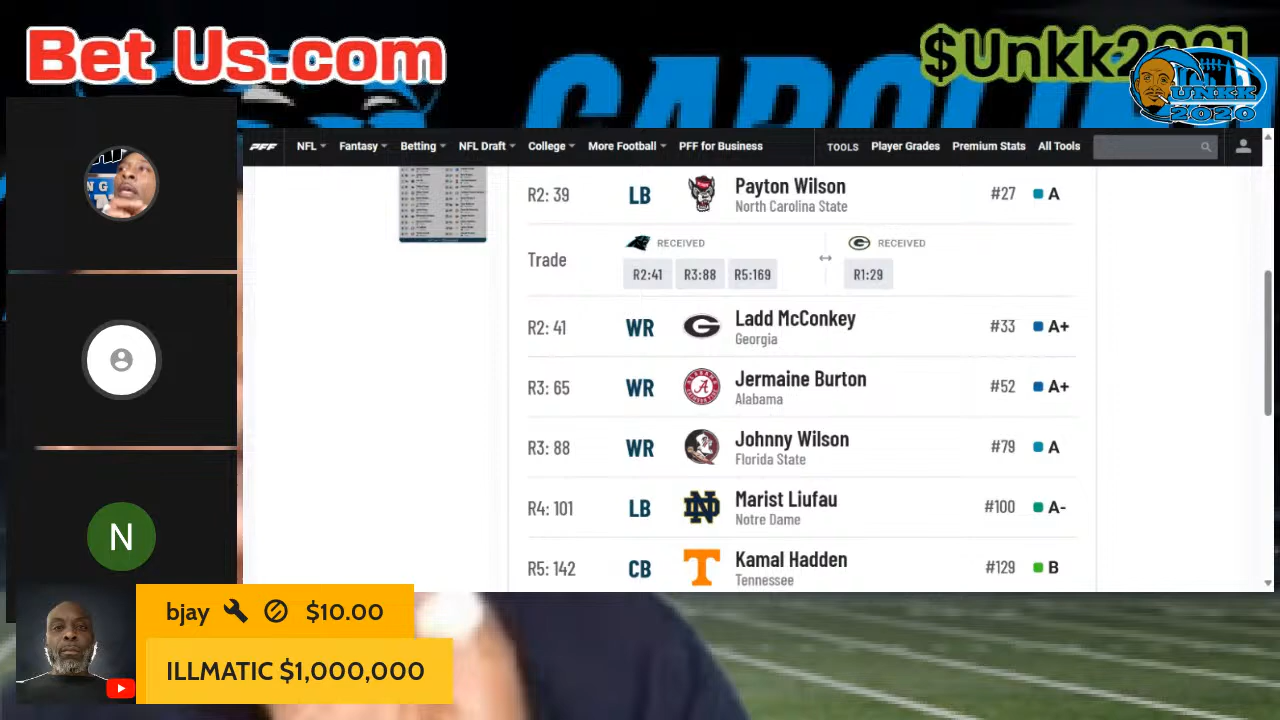 Bet Us.com
$Unkk2021
CAROLIN
UNKK
2020
PFF NFL Fantasy Betting NFL Draft College More Football PFF for Business TOOLS Player Grades Premium Stats All Tools
R2: 39 LB Payton Wilson #27 A
North Carolina State
Trade RECEIVED RECEIVED
R2:41 R3:88 R5:169 R1:29
R2: 41 WR Ladd McConkey #33 A+
Georgia
R3: 65 WR Jermaine Burton #52 A+
Alabama
R3: 88 WR Johnny Wilson #79 A
Florida State
R4: 101 LB Marist Liufau #100 A-
Notre Dame
R5: 142 CB Kamal Hadden #129 B
Tennessee
N
bjay $10.00
ILLMATIC $1,000,000